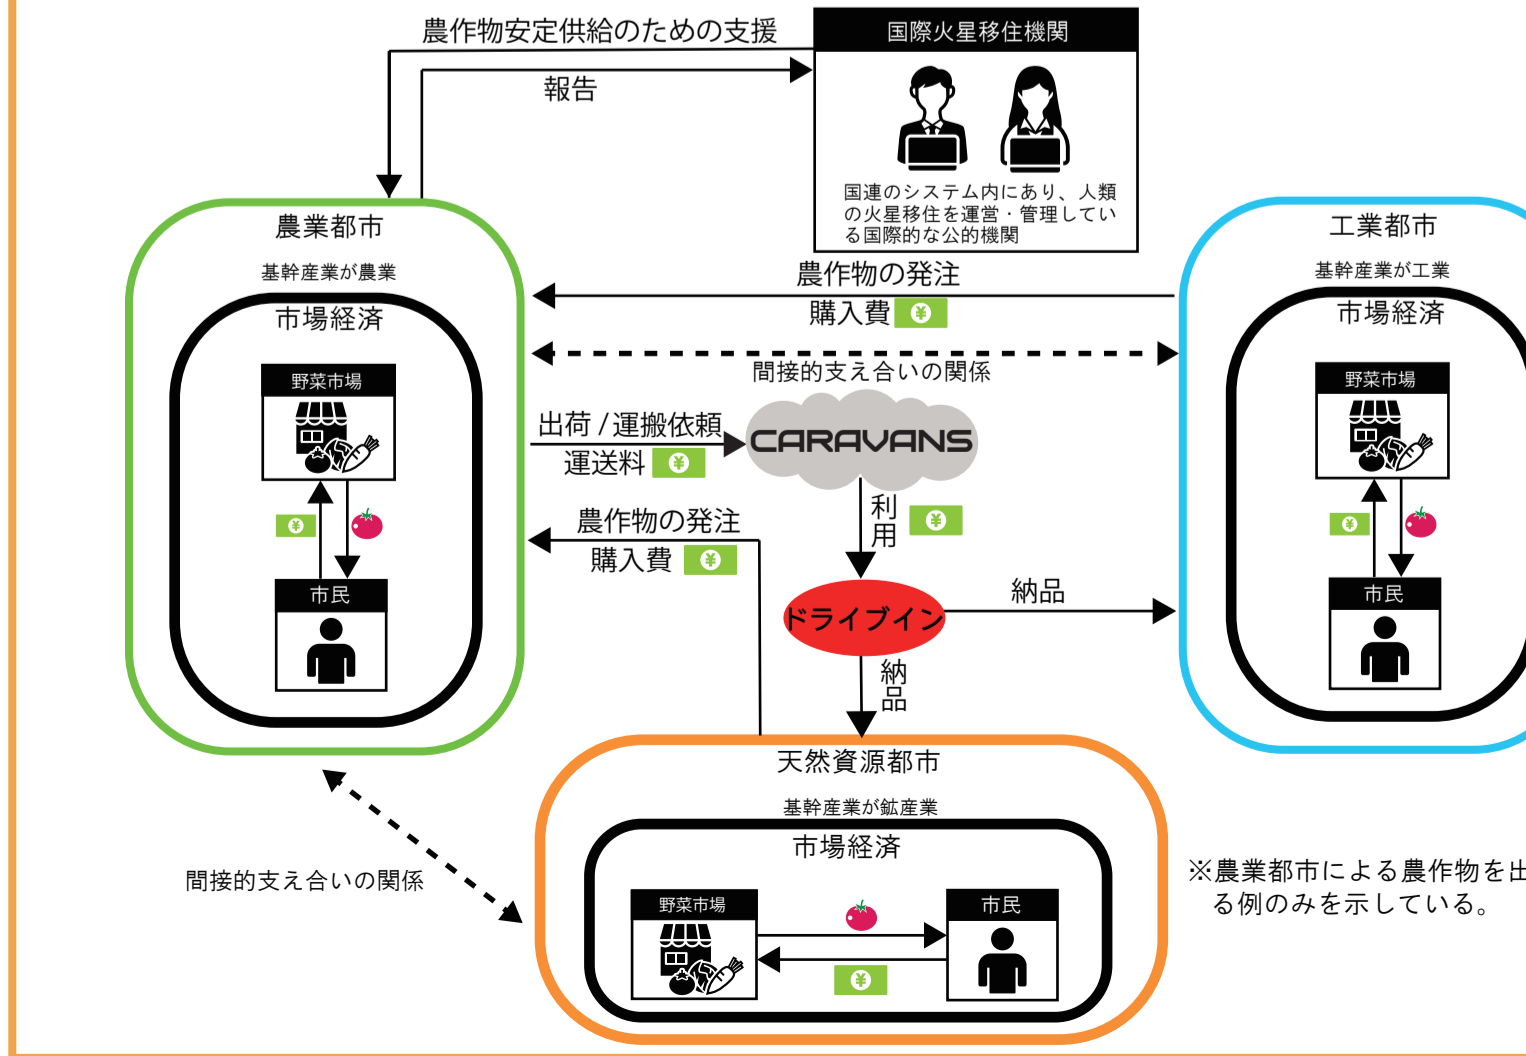 農作物安定供給のための支援
報告
国際火星移住機関
国連のシステム内にあり、人類
の火星移住を運営・管理してい
る国際的な公的機関
農業都市
基幹産業が農業
市場経済
野菜市場
市民
農作物の発注
購入費
間接的支え合いの関係
出荷/運搬依頼
運送料
CARAVANS
利用
農作物の発注
購入費
ドライブイン
納品
納品
工業都市
基幹産業が工業
市場経済
野菜市場
市民
天然資源都市
基幹産業が鉱産業
市場経済
野菜市場
市民
間接的支え合いの関係
※農業都市による農作物を出
る例のみを示している。